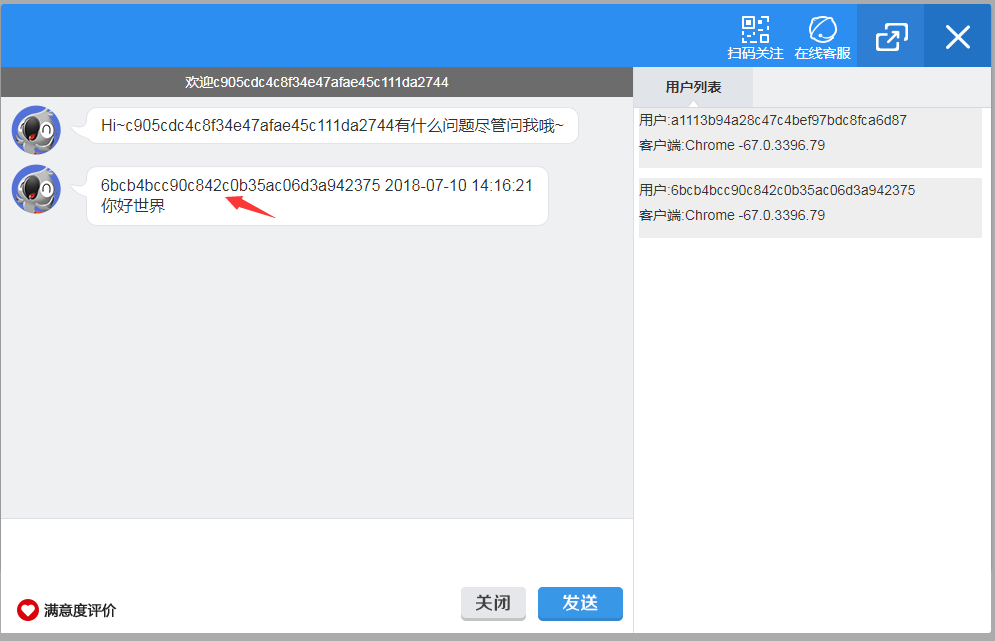 扫码关注
在线客服
欢迎c905cdc4c8f34e47afae45c111da2744
用户列表
Hi~c905cdc4c8f34e47afae45c111da2744有什么问题尽管问我哦~
6bcb4bcc90c842c0b35ac06d3a942375 2018-07-10 14:16:21
你好世界
用户:a1113b94a28c47c4bef97bdc8fca6d87
客户端:Chrome -67.0.3396.79
用户:6bcb4bcc90c842c0b35ac06d3a942375
客户端:Chrome -67.0.3396.79
满意度评价
关闭
发送